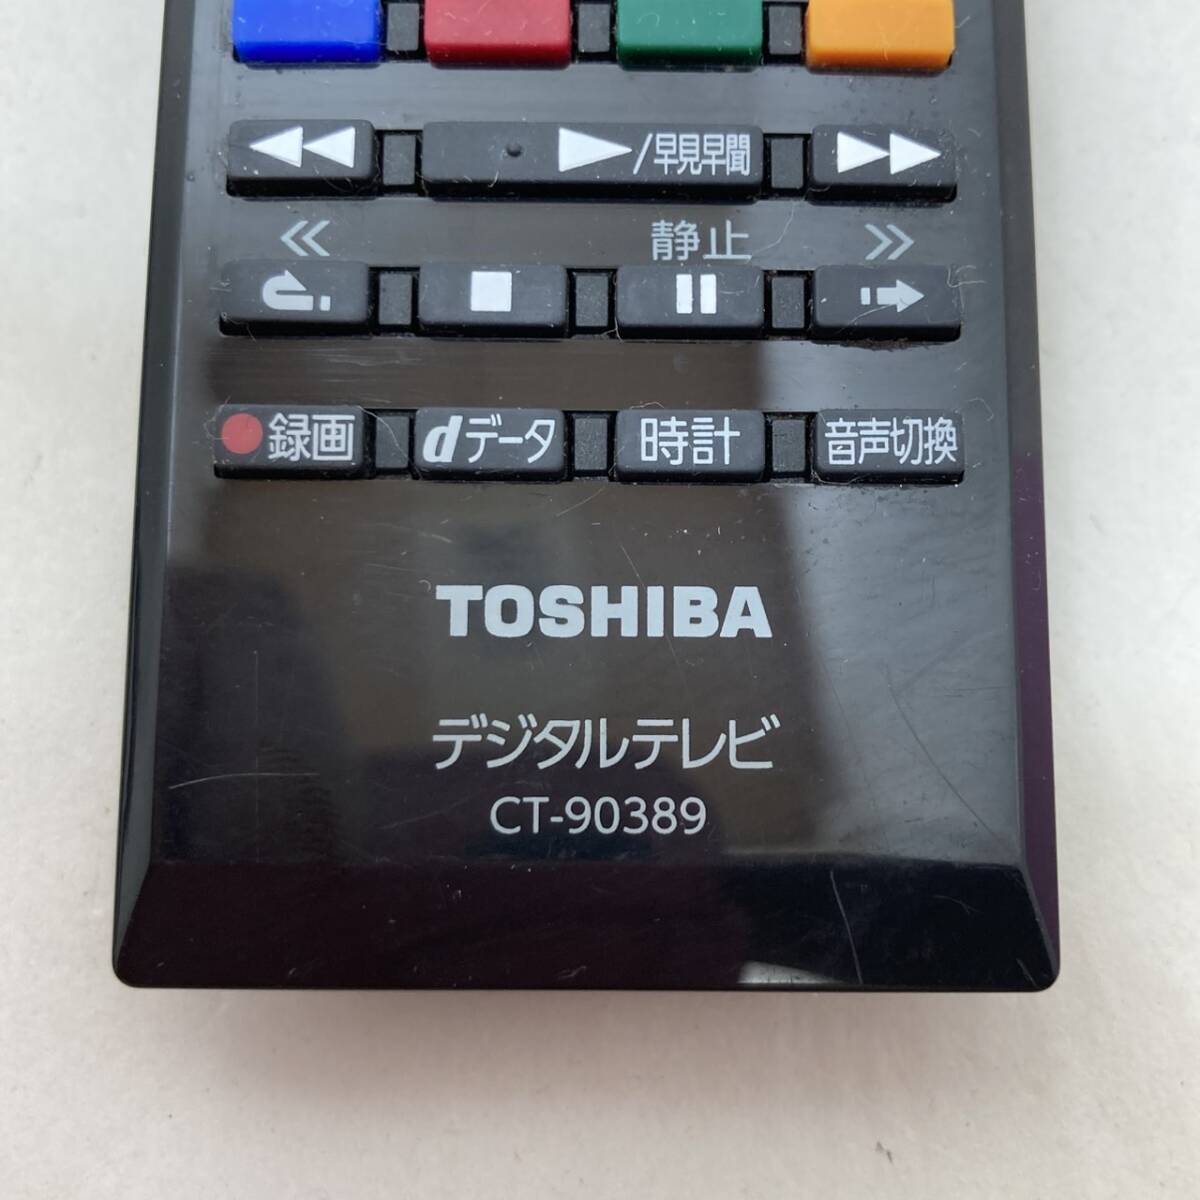 /早見早聞
静止
録画 dデータ 時計 音声切換
TOSHIBA
デジタルテレビ
CT-90389